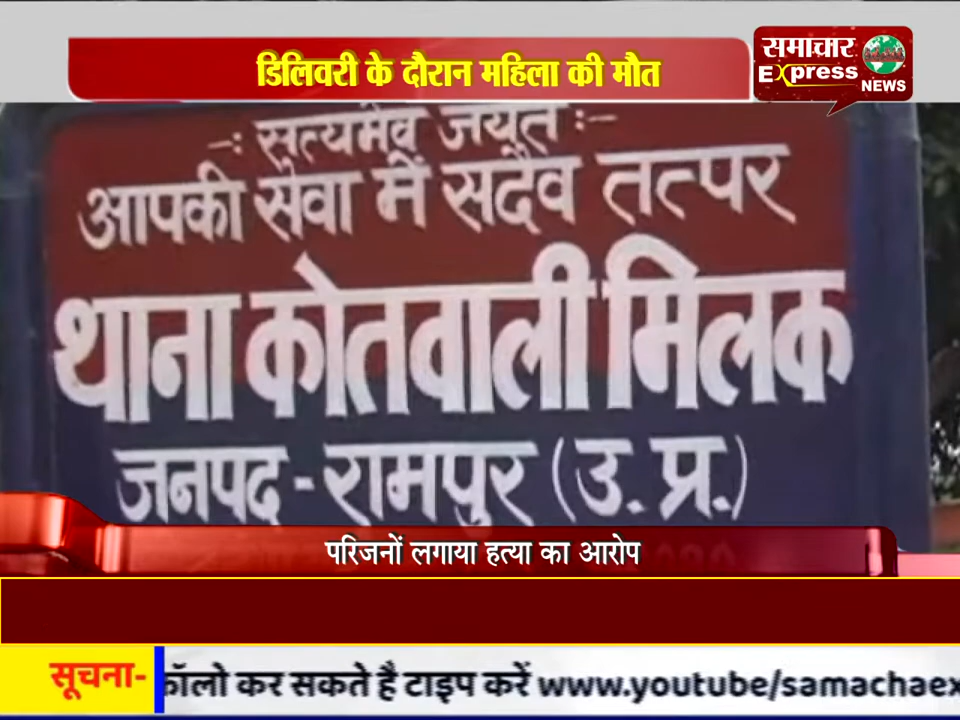 डिलिवरी के दौरान महिला की मौत
समाचार
Express
NEWS
-: सत्यमेव जयते :-
आपकी सेवा में सदैव तत्पर
थाना कोतवाली मिलक
जनपद - रामपुर (उ. प्र.)
परिजनों लगाया हत्या का आरोप
सूचना- फॉलो कर सकते है टाइप करें www.youtube/samachaex